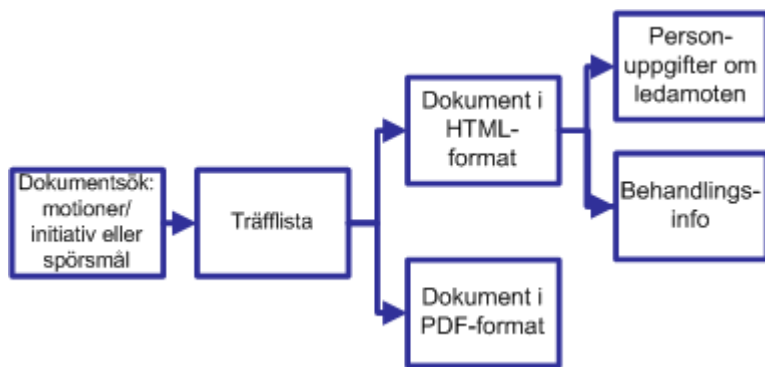 Dokumentsök:
motioner/
initiativ eller
spörsmål
Träfflista
Dokument i
HTML-
format
Dokument i
PDF-format
Person-
uppgifter om
ledamoten
Behandlings-
info